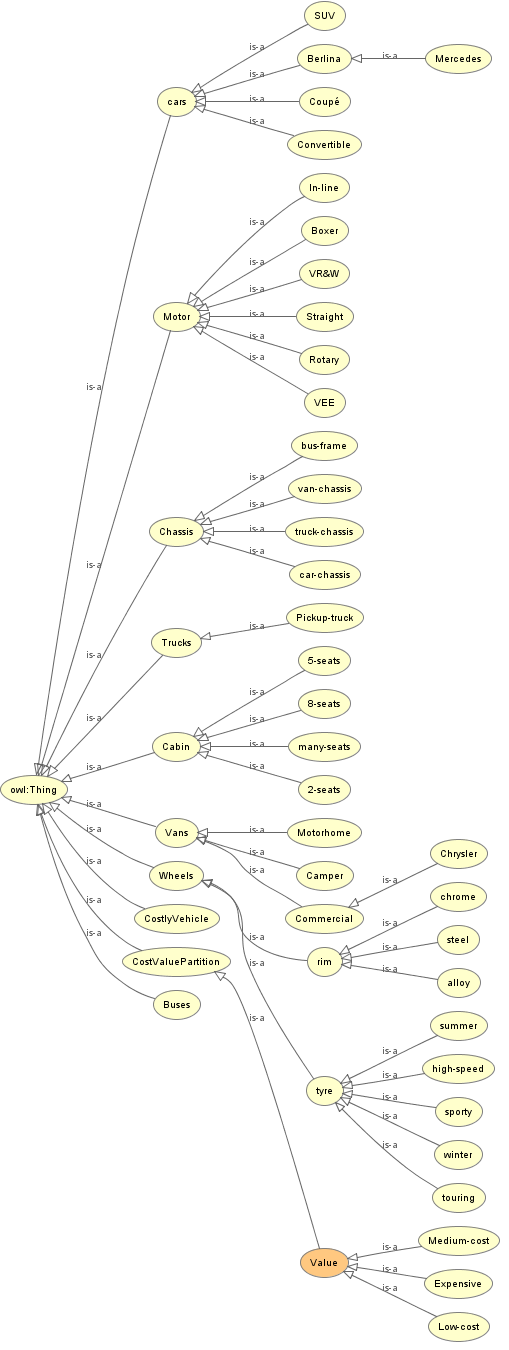 SUV
is-a
Berlina
is-a
Mercedes
is-a
cars
is-a
Coupé
is-a
Convertible
In-line
is-a
Boxer
is-a
VR&W
is-a
Motor
is-a
Straight
is-a
Rotary
is-a
is-a
VEE
bus-frame
is-a
van-chassis
is-a
Chassis
is-a
truck-chassis
is-a
is-a
car-chassis
Pickup-truck
is-a
Trucks
is-a
5-seats
is-a
8-seats
is-a
is-a
Cabin
is-a
many-seats
is-a
is-a
2-seats
owl:Thing
is-a
Vans
is-a
Motorhome
is-a
Chrysler
is-a
is-a
Wheels
is-a
Camper
is-a
chrome
is-a
CostlyVehicle
Commercial
is-a
is-a
steel
is-a
CostValuePartition
is-a
rim
is-a
alloy
Buses
is-a
summer
is-a
high-speed
is-a
tyre
is-a
sporty
is-a
winter
is-a
touring
Medium-cost
is-a
Value
is-a
Expensive
is-a
Low-cost